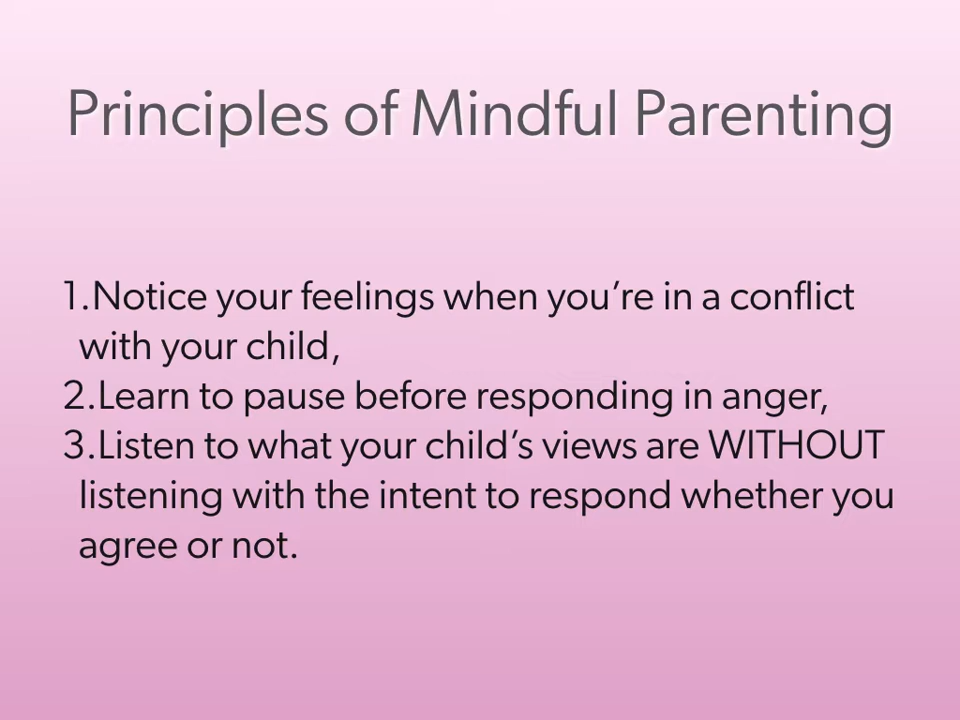 Principles of Mindful Parenting
1.Notice your feelings when you’re in a conflict
with your child,
2.Learn to pause before responding in anger,
3.Listen to what your child’s views are WITHOUT
listening with the intent to respond whether you
agree or not.